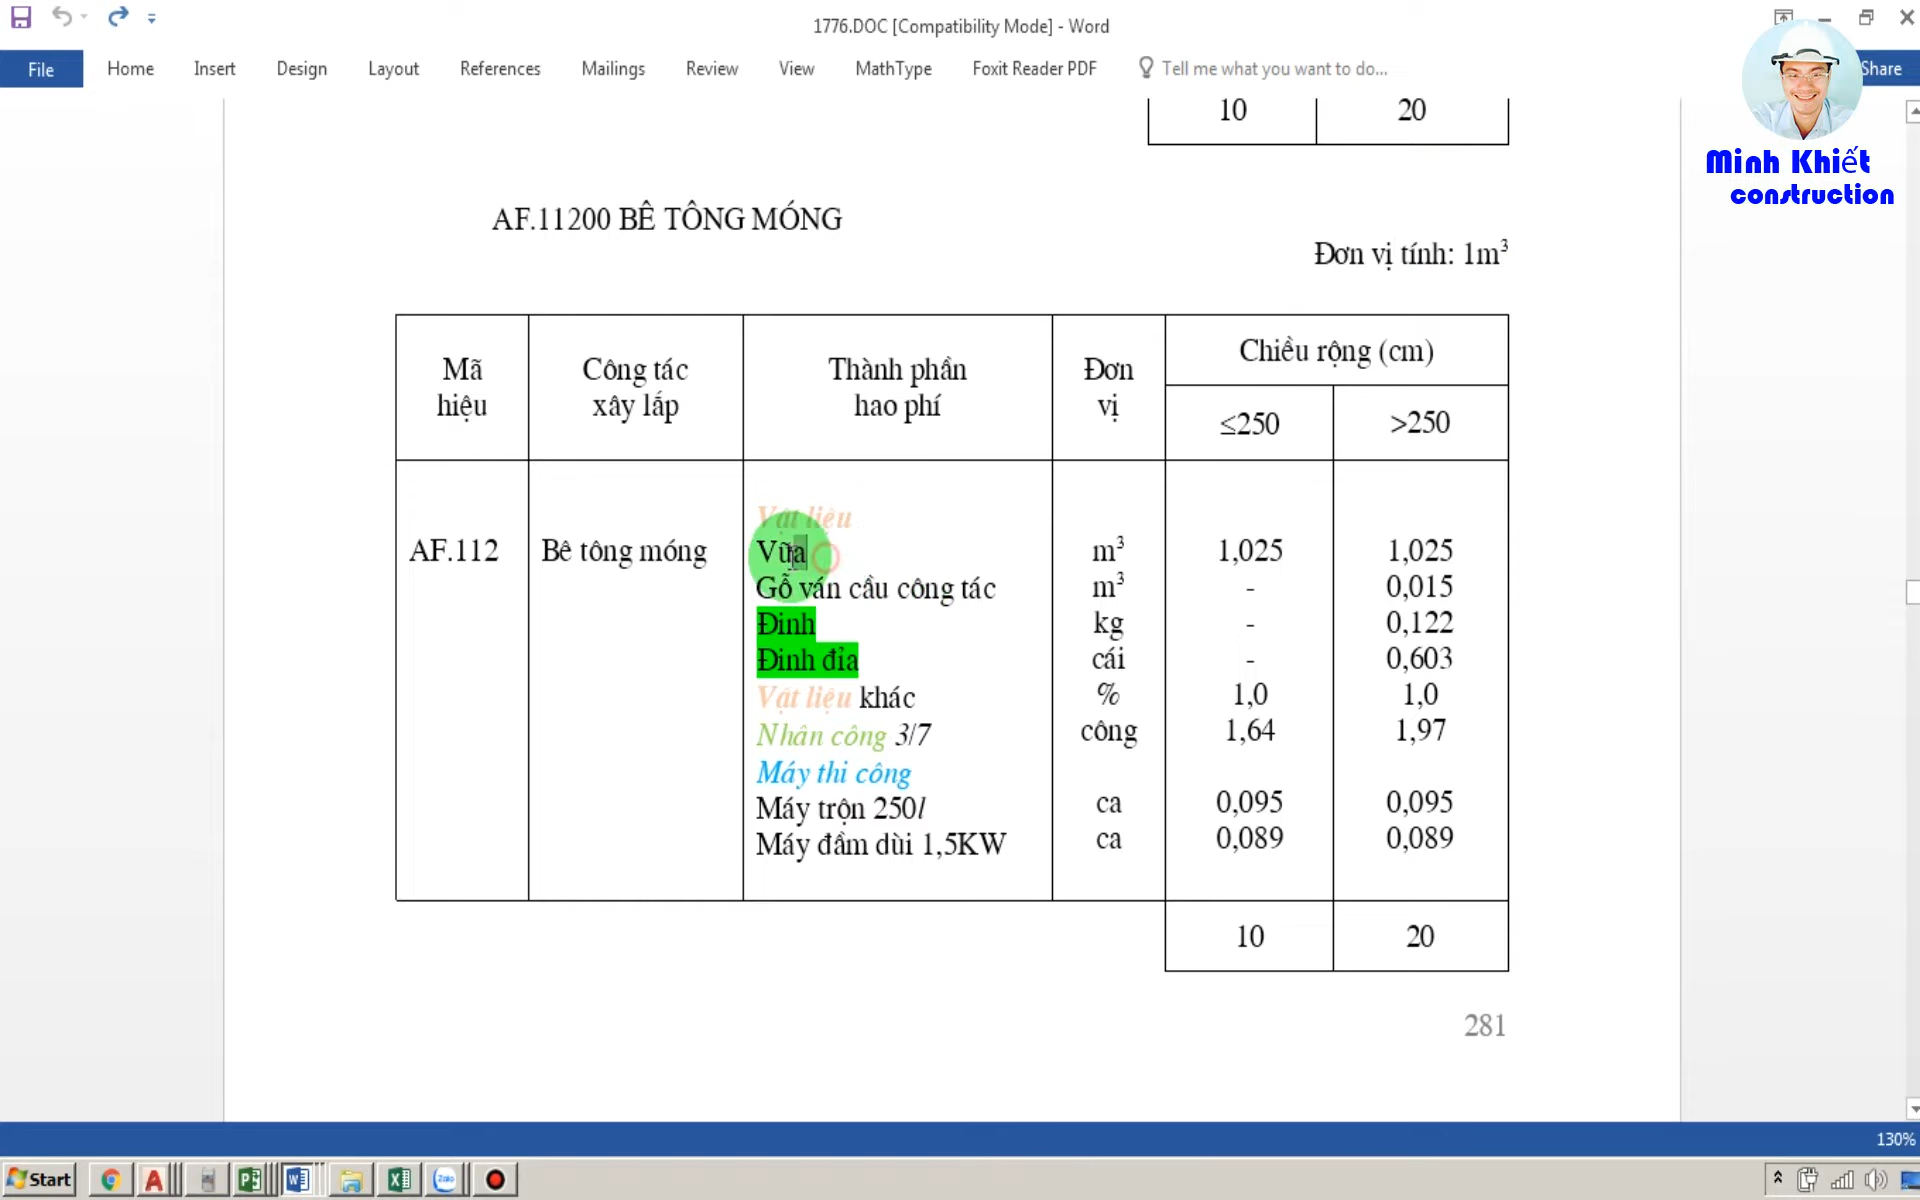 1776.DOC [Compatibility Mode] - Word
File Home Insert Design Layout References Mailings Review View MathType Foxit Reader PDF Tell me what you want to do... Share
Minh Khiết
construction
10 20
AF.11200 BÊ TÔNG MÓNG
Đơn vị tính: 1m³
Mã hiệu Công tác xây lắp Thành phần hao phí Đơn vị Chiều rộng (cm)
≤250 >250
Vật liệu
AF.112 Bê tông móng Vữa m³ 1,025 1,025
Gỗ ván cầu công tác m³ - 0,015
Đinh kg - 0,122
Đinh đỉa cái - 0,603
Vật liệu khác % 1,0 1,0
Nhân công 3/7 công 1,64 1,97
Máy thi công
Máy trộn 250l ca 0,095 0,095
Máy đầm dùi 1,5KW ca 0,089 0,089
10 20
281
130%
Start